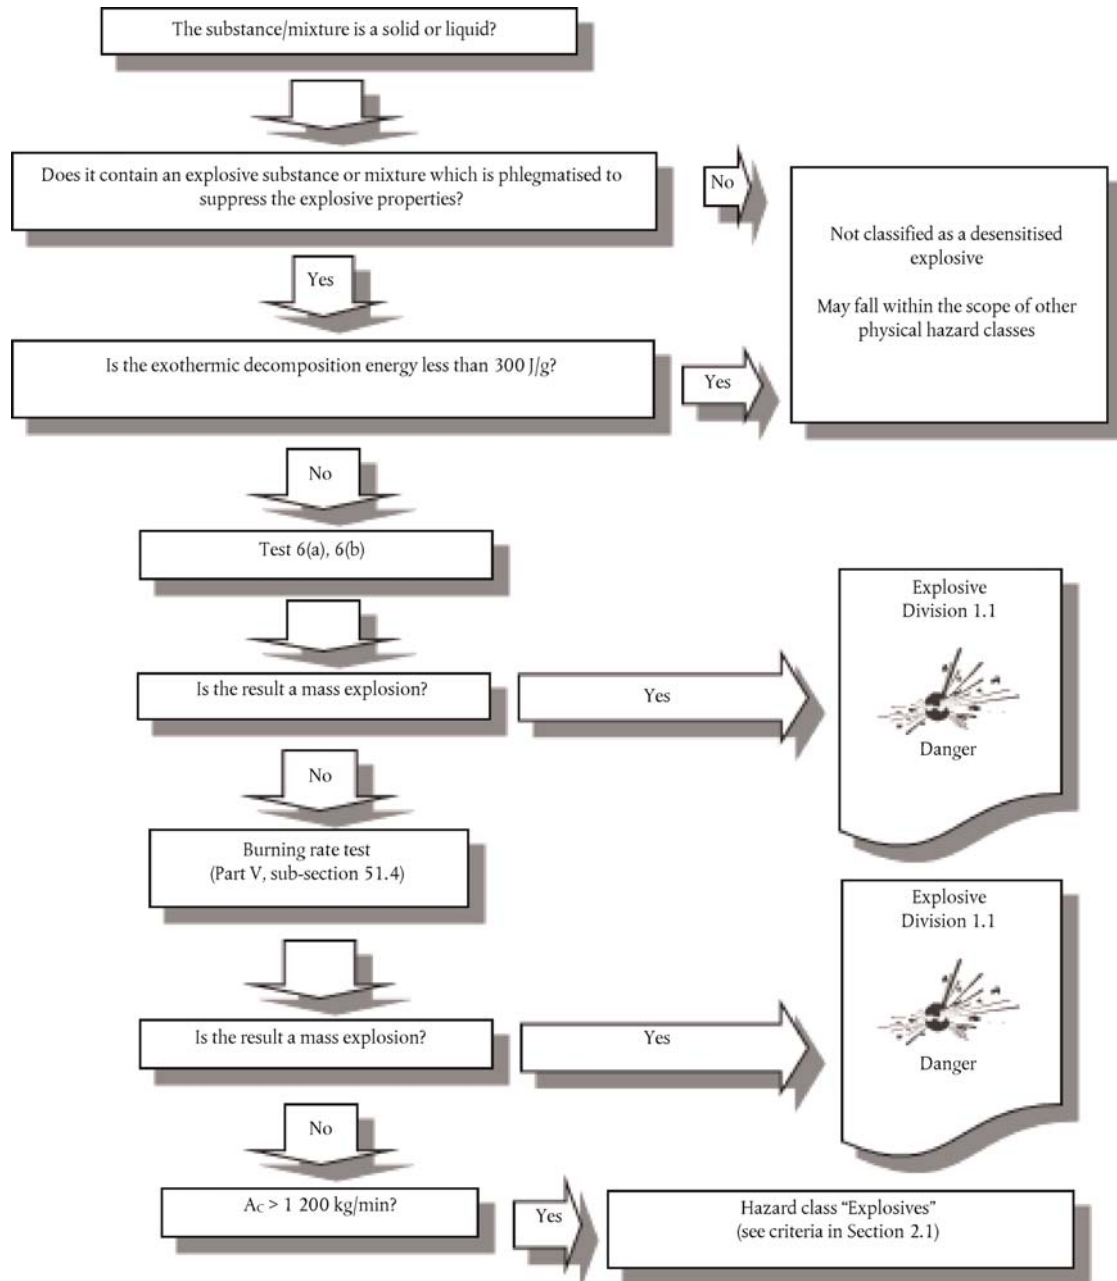 The substance/mixture is a solid or liquid?
Does it contain an explosive substance or mixture which is phlegmatised to
suppress the explosive properties?
No
Not classified as a desensitised
explosive
May fall within the scope of other
physical hazard classes
Yes
Is the exothermic decomposition energy less than 300 J/g?
Yes
No
Test 6(a), 6(b)
Explosive
Division 1.1
Danger
Is the result a mass explosion?
Yes
No
Burning rate test
(Part V, sub-section 51.4)
Explosive
Division 1.1
Danger
Is the result a mass explosion?
Yes
No
AC > 1 200 kg/min?
Yes
Hazard class “Explosives”
(see criteria in Section 2.1)